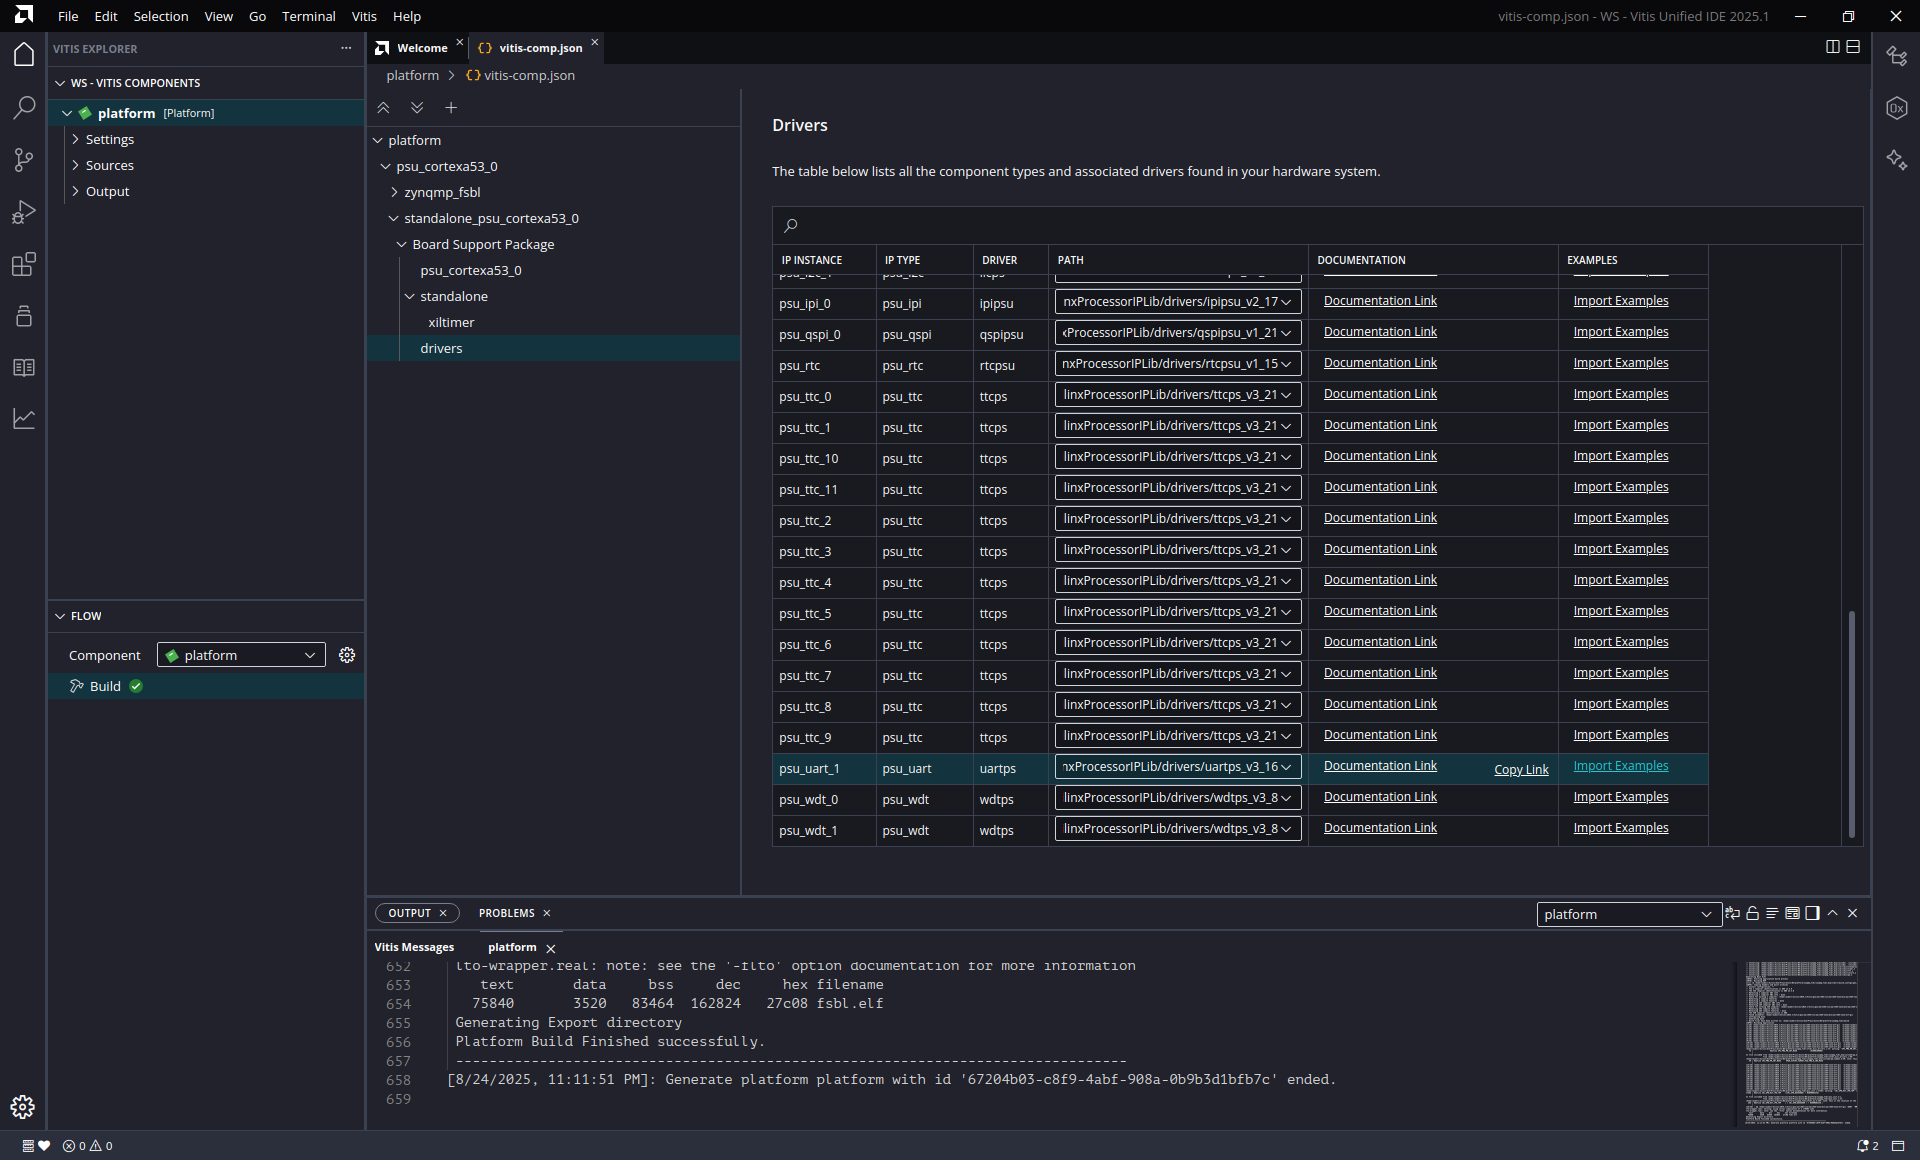 File Edit Selection View Go Terminal Vitis Help
vitis-comp.json - WS - Vitis Unified IDE 2025.1
VITIS EXPLORER
WS - VITIS COMPONENTS
platform [Platform]
Settings
Sources
Output
FLOW
Component platform
Build
Welcome
vitis-comp.json
platform > vitis-comp.json
platform
psu_cortexa53_0
zynqmp_fsbl
standalone_psu_cortexa53_0
Board Support Package
psu_cortexa53_0
standalone
xiltimer
drivers
Drivers
The table below lists all the component types and associated drivers found in your hardware system.
IP INSTANCE IP TYPE DRIVER PATH DOCUMENTATION EXAMPLES
psu_ipi_0 psu_ipi ipipsu nxProcessorIPLib/drivers/ipipsu_v2_17 Documentation Link Import Examples
psu_qspi_0 psu_qspi qspipsu xProcessorIPLib/drivers/qspipsu_v1_21 Documentation Link Import Examples
psu_rtc psu_rtc rtcpsu nxProcessorIPLib/drivers/rtcpsu_v1_15 Documentation Link Import Examples
psu_ttc_0 psu_ttc ttcps linxProcessorIPLib/drivers/ttcps_v3_21 Documentation Link Import Examples
psu_ttc_1 psu_ttc ttcps linxProcessorIPLib/drivers/ttcps_v3_21 Documentation Link Import Examples
psu_ttc_10 psu_ttc ttcps linxProcessorIPLib/drivers/ttcps_v3_21 Documentation Link Import Examples
psu_ttc_11 psu_ttc ttcps linxProcessorIPLib/drivers/ttcps_v3_21 Documentation Link Import Examples
psu_ttc_2 psu_ttc ttcps linxProcessorIPLib/drivers/ttcps_v3_21 Documentation Link Import Examples
psu_ttc_3 psu_ttc ttcps linxProcessorIPLib/drivers/ttcps_v3_21 Documentation Link Import Examples
psu_ttc_4 psu_ttc ttcps linxProcessorIPLib/drivers/ttcps_v3_21 Documentation Link Import Examples
psu_ttc_5 psu_ttc ttcps linxProcessorIPLib/drivers/ttcps_v3_21 Documentation Link Import Examples
psu_ttc_6 psu_ttc ttcps linxProcessorIPLib/drivers/ttcps_v3_21 Documentation Link Import Examples
psu_ttc_7 psu_ttc ttcps linxProcessorIPLib/drivers/ttcps_v3_21 Documentation Link Import Examples
psu_ttc_8 psu_ttc ttcps linxProcessorIPLib/drivers/ttcps_v3_21 Documentation Link Import Examples
psu_ttc_9 psu_ttc ttcps linxProcessorIPLib/drivers/ttcps_v3_21 Documentation Link Import Examples
psu_uart_1 psu_uart uartps nxProcessorIPLib/drivers/uartps_v3_16 Documentation Link Copy Link Import Examples
psu_wdt_0 psu_wdt wdtps linxProcessorIPLib/drivers/wdtps_v3_8 Documentation Link Import Examples
psu_wdt_1 psu_wdt wdtps linxProcessorIPLib/drivers/wdtps_v3_8 Documentation Link Import Examples
OUTPUT PROBLEMS platform
Vitis Messages platform
652 lto-wrapper.real: note: see the '-flto' option documentation for more information
653 text data bss dec hex filename
654 75840 3520 83464 162824 27c08 fsbl.elf
655 Generating Export directory
656 Platform Build Finished successfully.
657 --------------------------------------------------------------------------------
658 [8/24/2025, 11:11:51 PM]: Generate platform platform with id '67204b03-c8f9-4abf-908a-0b9b3d1bfb7c' ended.
659
0 0 2